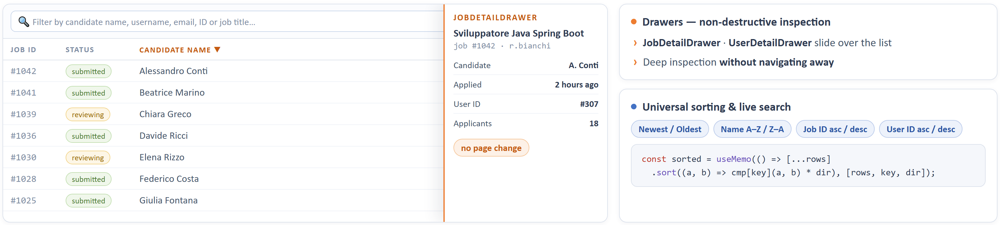 Filter by candidate name, username, email, ID or job title...
JOB ID STATUS CANDIDATE NAME ▼
#1042 submitted Alessandro Conti
#1041 submitted Beatrice Marino
#1039 reviewing Chiara Greco
#1036 submitted Davide Ricci
#1030 reviewing Elena Rizzo
#1028 submitted Federico Costa
#1025 submitted Giulia Fontana
JOBDETAILDRAWER
Sviluppatore Java Spring Boot
job #1042 · r.bianchi
Candidate A. Conti
Applied 2 hours ago
User ID #307
Applicants 18
no page change
Drawers — non-destructive inspection
› JobDetailDrawer · UserDetailDrawer slide over the list
› Deep inspection without navigating away
Universal sorting & live search
Newest / Oldest Name A–Z / Z–A Job ID asc / desc User ID asc / desc
const sorted = useMemo(() => [...rows]
.sort((a, b) => cmp[key](a, b) * dir), [rows, key, dir]);